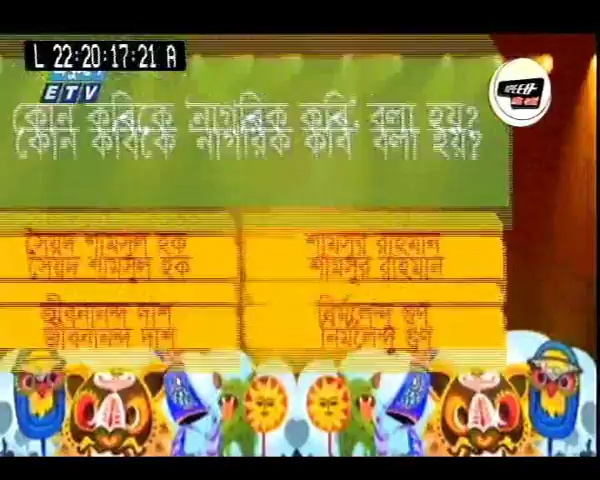 L 22:20:17:21 A
ETV
কোন কবিকে 'নাগরিক কবি' বলা হয়?
সৈয়দ শামসুল হক
শামসুর রাহমান
জীবনানন্দ দাশ
নির্মলেন্দু গুণ